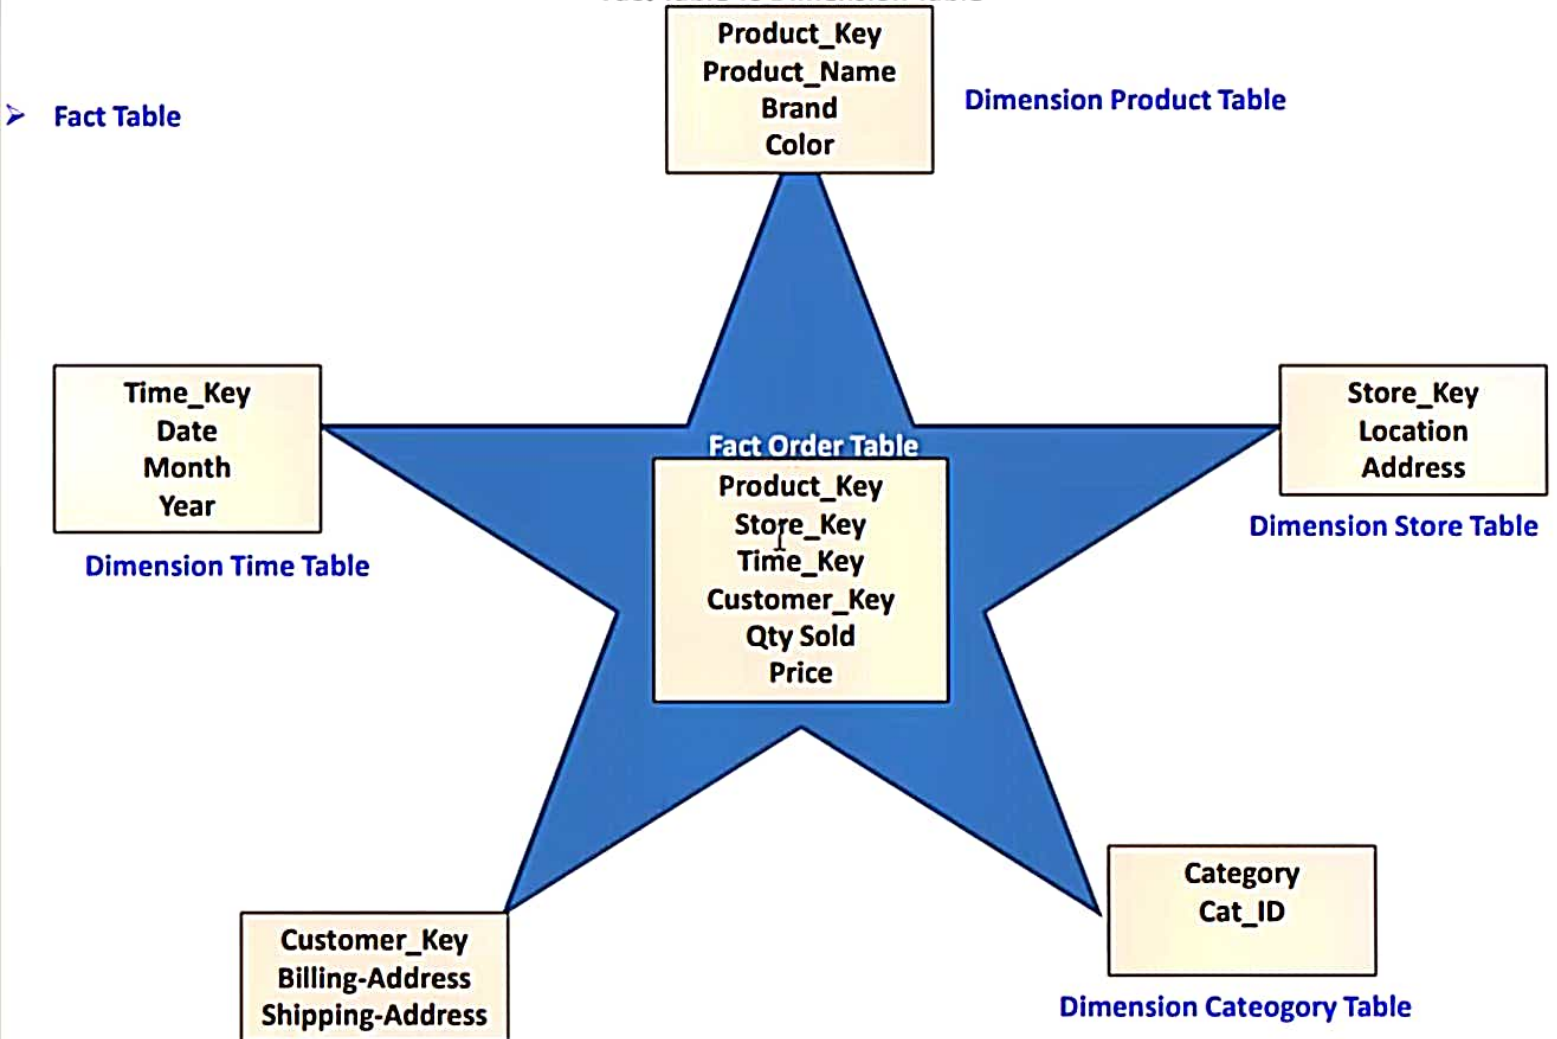 Product_Key
Product_Name
Brand
Color
Dimension Product Table
➢ Fact Table
Time_Key
Date
Month
Year
Dimension Time Table
Store_Key
Location
Address
Dimension Store Table
Fact Order Table
Product_Key
Store_Key
Time_Key
Customer_Key
Qty Sold
Price
Customer_Key
Billing-Address
Shipping-Address
Category
Cat_ID
Dimension Cateogory Table